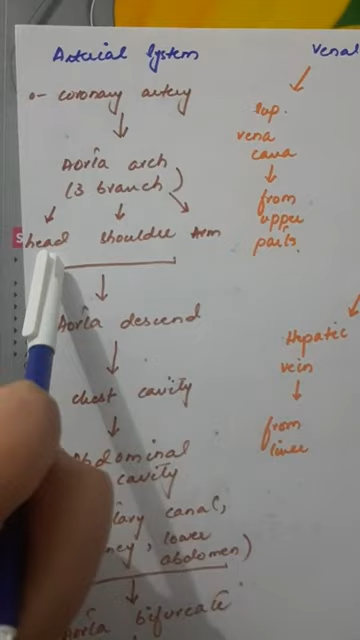 Arterial System
Venal
o- coronary artery
Aorta arch
(3 branch)
head shoulder Arm
Aorta descend
chest cavity
Abdominal
cavity
canal,
lower
abdomen)
Aorta bifurcate
Sup.
vena
cava
from
upper
parts.
Hepatic
vein
from
liver